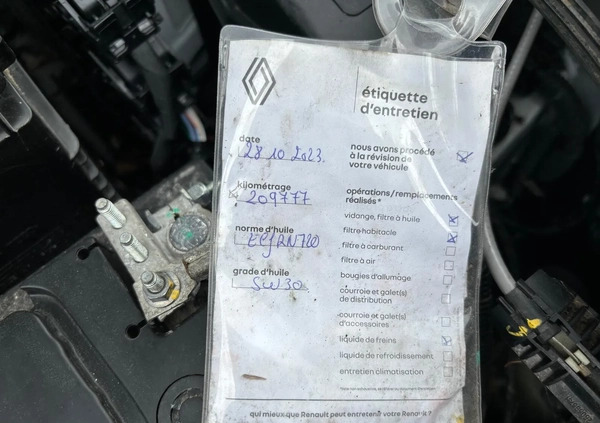 étiquette
d'entretien
date
28 10 2023.
nous avons procédé
à la révision de
votre véhicule
kilométrage
209777
opérations/remplacements
réalisés*
vidange, filtre à huile
norme d'huile
RN720
filtre habitacle
filtre à carburant
filtre à air
grade d'huile
5W30
bougies d'allumage
courroie et galet(s)
de distribution
courroie et galet(s)
d'accessoires
liquide de freins
liquide de refroidissement
entretien climatisation
qui mieux que Renault peut entretenir votre Renault ?